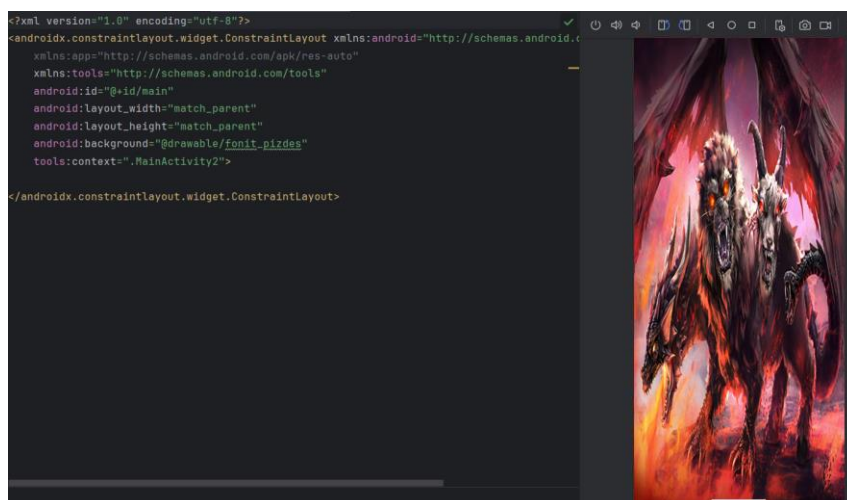 <?xml version="1.0" encoding="utf-8"?>
<androidx.constraintlayout.widget.ConstraintLayout xmlns:android="http://schemas.android.
xmlns:app="http://schemas.android.com/apk/res-auto"
xmlns:tools="http://schemas.android.com/tools"
android:id="@+id/main"
android:layout_width="match_parent"
android:layout_height="match_parent"
android:background="@drawable/fonit_pizdes"
tools:context=".MainActivity2">
</androidx.constraintlayout.widget.ConstraintLayout>